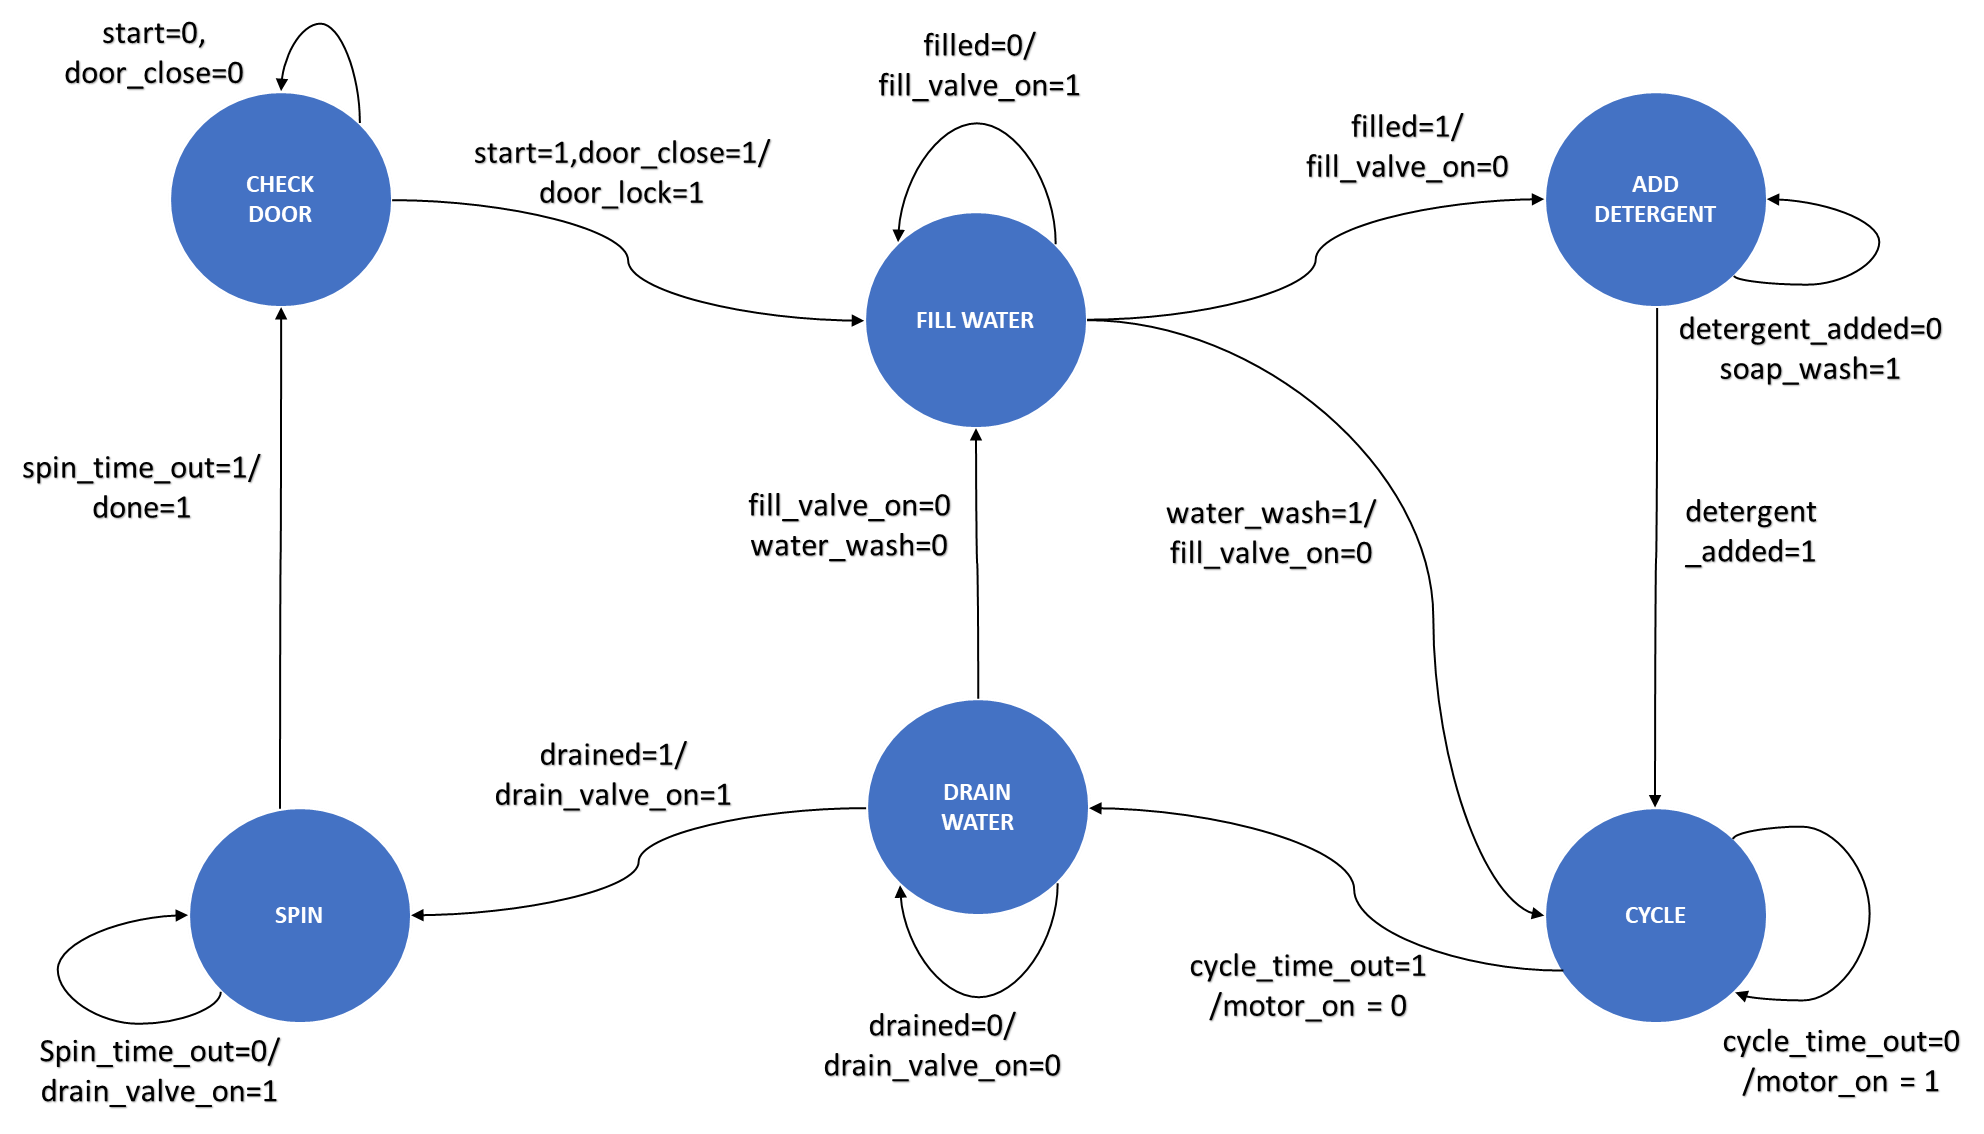 start=0,
door_close=0
filled=0/
fill_valve_on=1
filled=1/
fill_valve_on=0
start=1,door_close=1/
door_lock=1
CHECK
DOOR
ADD
DETERGENT
FILL WATER
detergent_added=0
soap_wash=1
spin_time_out=1/
done=1
fill_valve_on=0
water_wash=0
water_wash=1/
fill_valve_on=0
detergent
_added=1
drained=1/
drain_valve_on=1
DRAIN
WATER
SPIN
CYCLE
cycle_time_out=1
/motor_on = 0
drained=0/
drain_valve_on=0
Spin_time_out=0/
drain_valve_on=1
cycle_time_out=0
/motor_on = 1